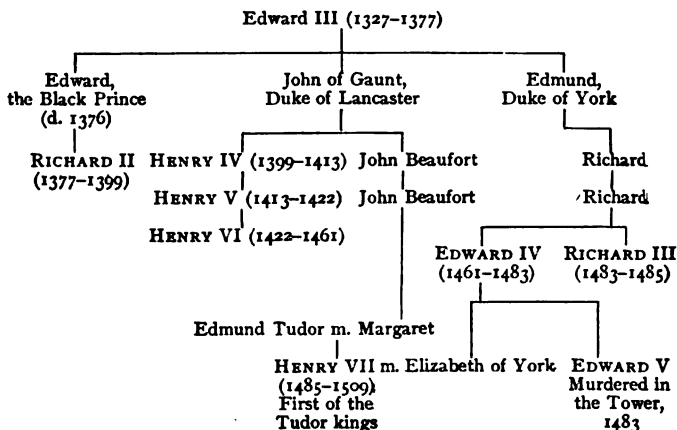 Edward III (1327–1377)
Edward,
the Black Prince
(d. 1376)
John of Gaunt,
Duke of Lancaster
Edmund,
Duke of York
RICHARD II
(1377–1399)
HENRY IV (1399–1413)
John Beaufort
Richard
HENRY V (1413–1422)
John Beaufort
Richard
HENRY VI (1422–1461)
EDWARD IV
(1461–1483)
RICHARD III
(1483–1485)
Edmund Tudor m. Margaret
HENRY VII m. Elizabeth of York
(1485–1509)
First of the
Tudor kings
EDWARD V
Murdered in
the Tower,
1483